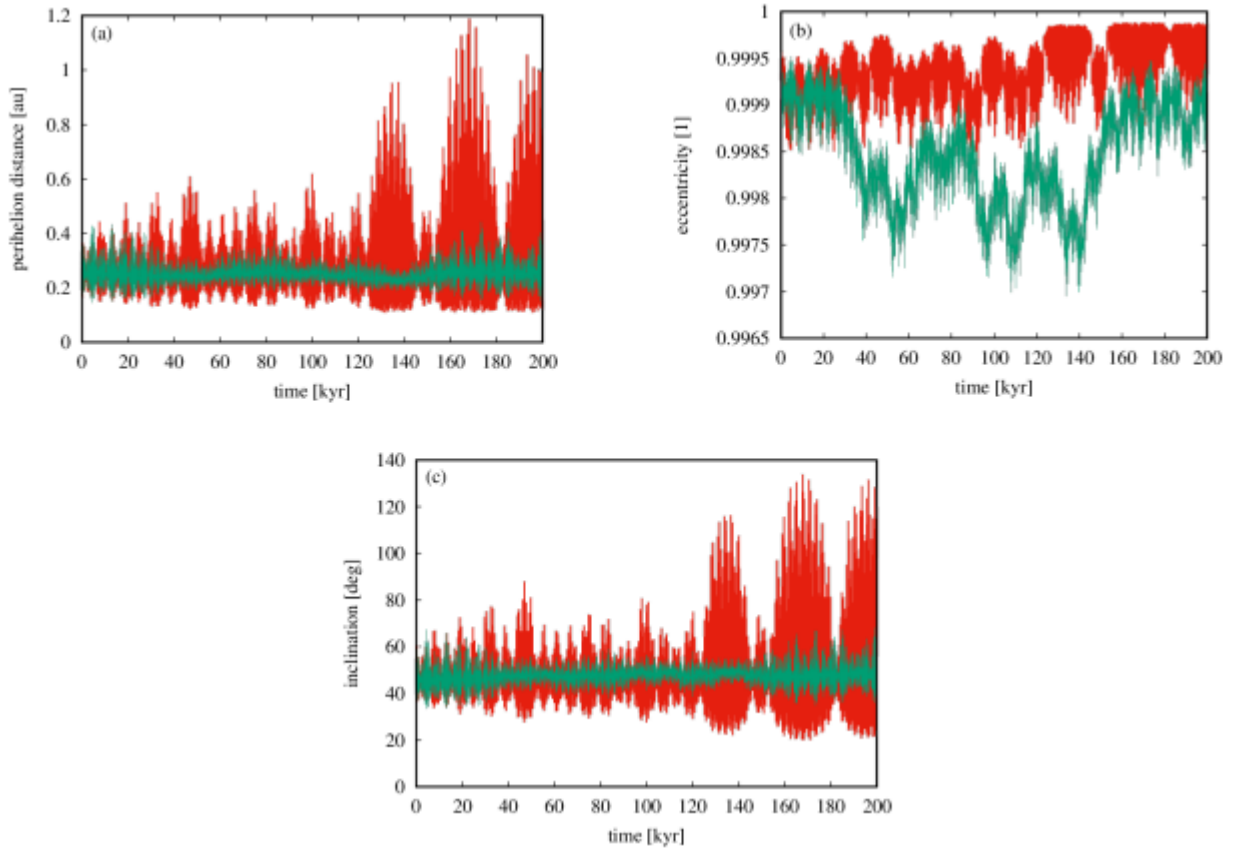 (a)
perihelion distance [au]
1.2
1
0.8
0.6
0.4
0.2
0
0 20 40 60 80 100 120 140 160 180 200
time [kyr]
(b)
eccentricity [1]
1
0.9995
0.999
0.9985
0.998
0.9975
0.997
0.9965
0 20 40 60 80 100 120 140 160 180 200
time [kyr]
(c)
inclination [deg]
140
120
100
80
60
40
20
0
0 20 40 60 80 100 120 140 160 180 200
time [kyr]